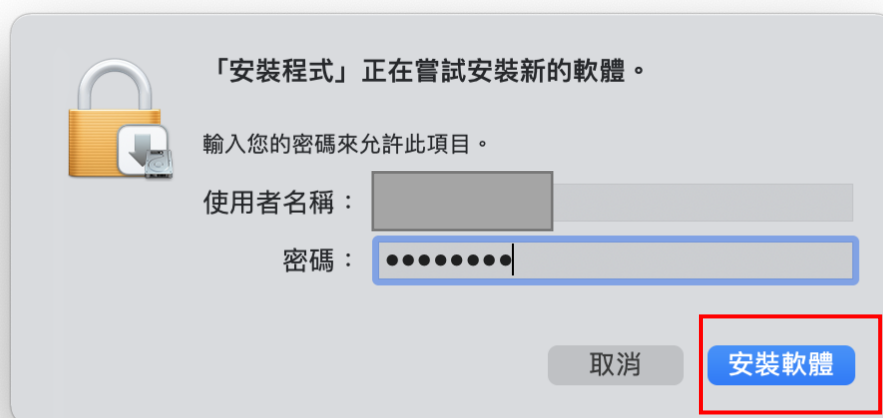 「安裝程式」正在嘗試安裝新的軟體。
輸入您的密碼來允許此項目。
使用者名稱：
密碼： ••••••••
取消 安裝軟體